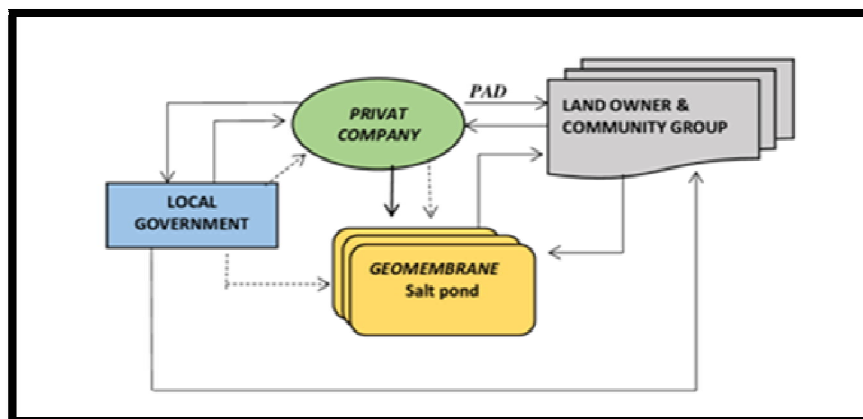 PAD
PRIVAT
COMPANY
LAND OWNER &
COMMUNITY GROUP
LOCAL
GOVERNMENT
GEOMEMBRANE
Salt pond